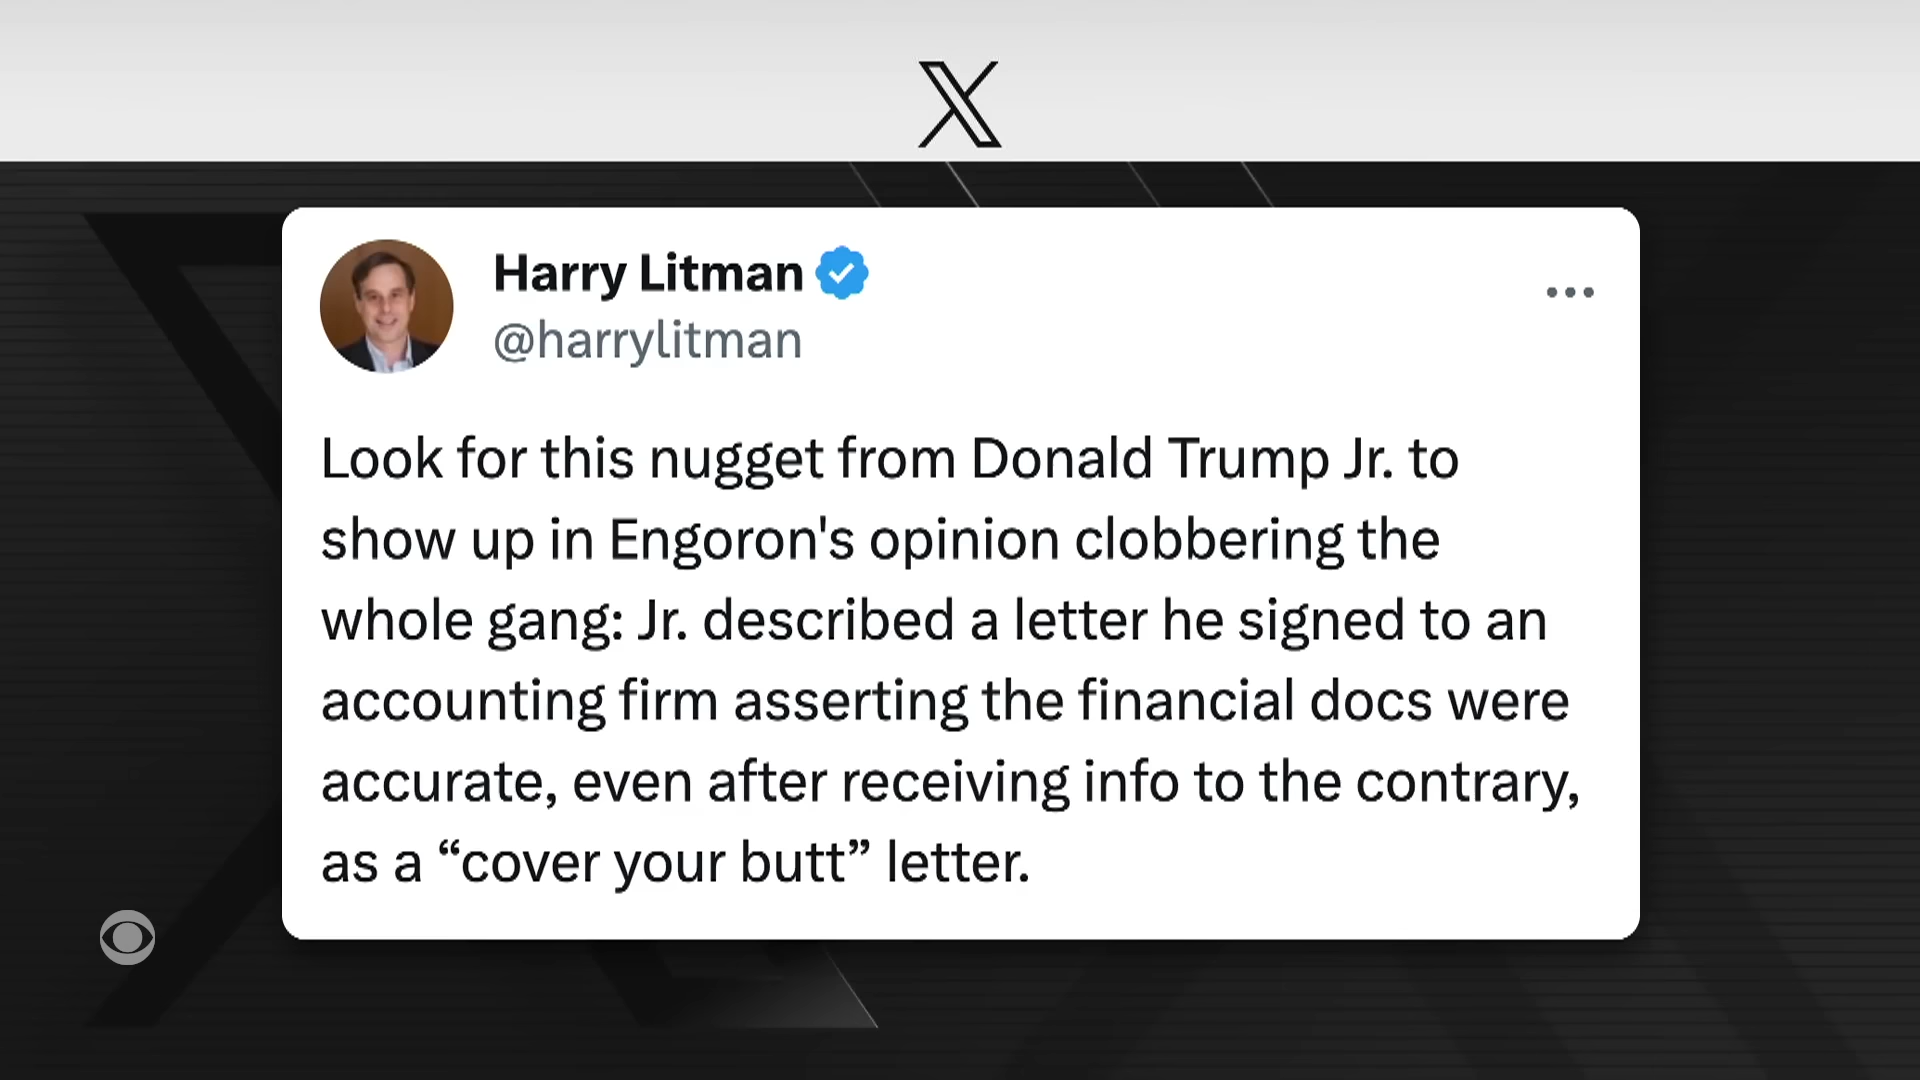 Harry Litman
@harrylitman
Look for this nugget from Donald Trump Jr. to
show up in Engoron's opinion clobbering the
whole gang: Jr. described a letter he signed to an
accounting firm asserting the financial docs were
accurate, even after receiving info to the contrary,
as a “cover your butt” letter.